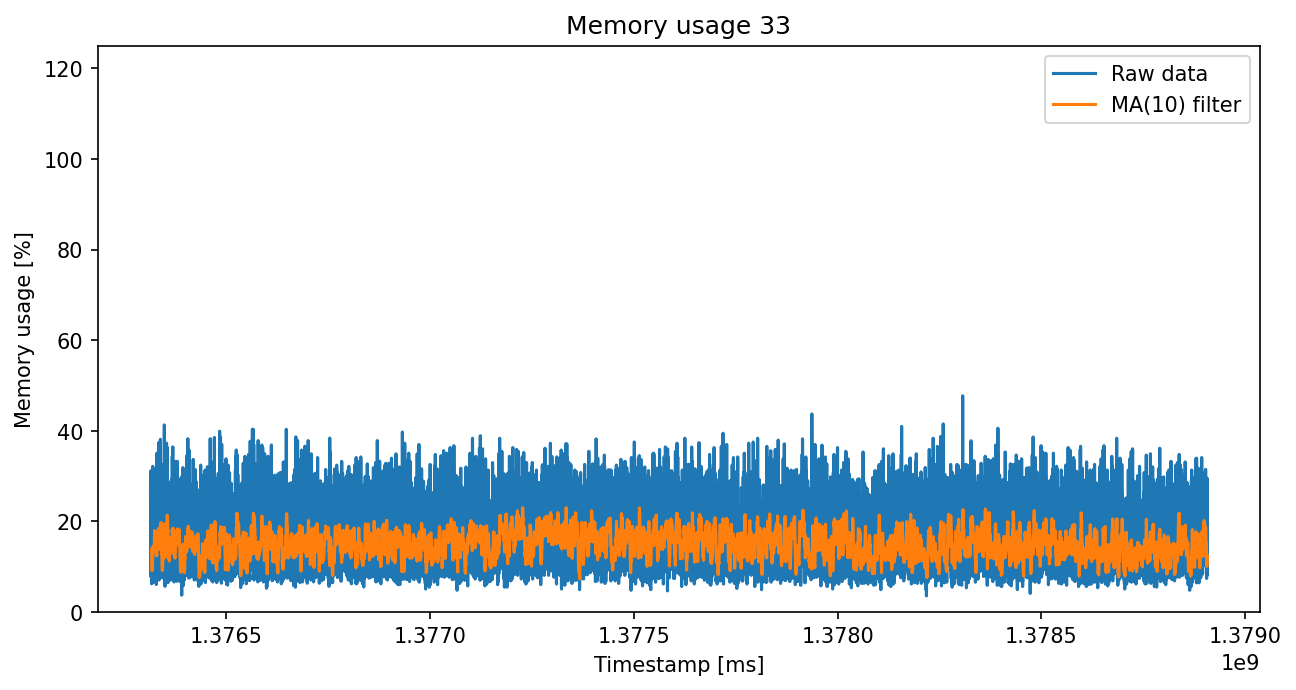 Memory usage 33
Raw data
MA(10) filter
Memory usage [%]
120
100
80
60
40
20
0
1.3765 1.3770 1.3775 1.3780 1.3785 1.3790
1e9
Timestamp [ms]